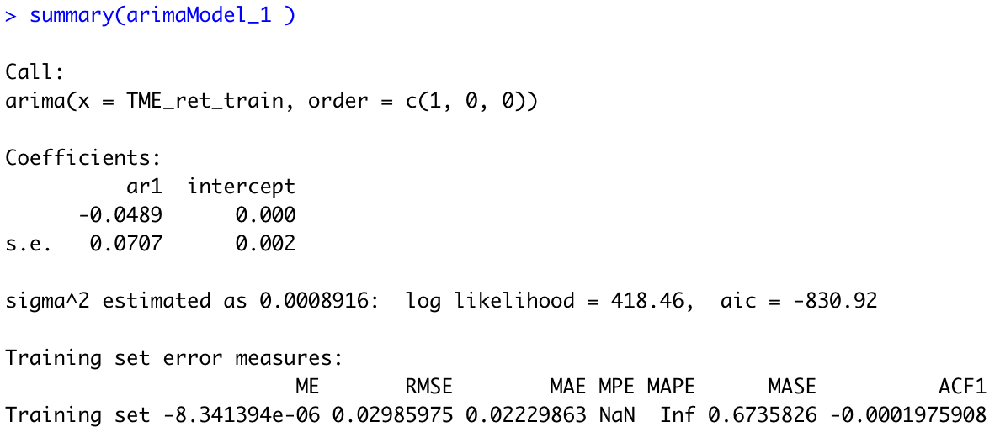 > summary(arimaModel_1 )
Call:
arima(x = TME_ret_train, order = c(1, 0, 0))
Coefficients:
ar1 intercept
-0.0489 0.000
s.e. 0.0707 0.002
sigma^2 estimated as 0.0008916: log likelihood = 418.46, aic = -830.92
Training set error measures:
ME RMSE MAE MPE MAPE MASE ACF1
Training set -8.341394e-06 0.02985975 0.02229863 NaN Inf 0.6735826 -0.0001975908